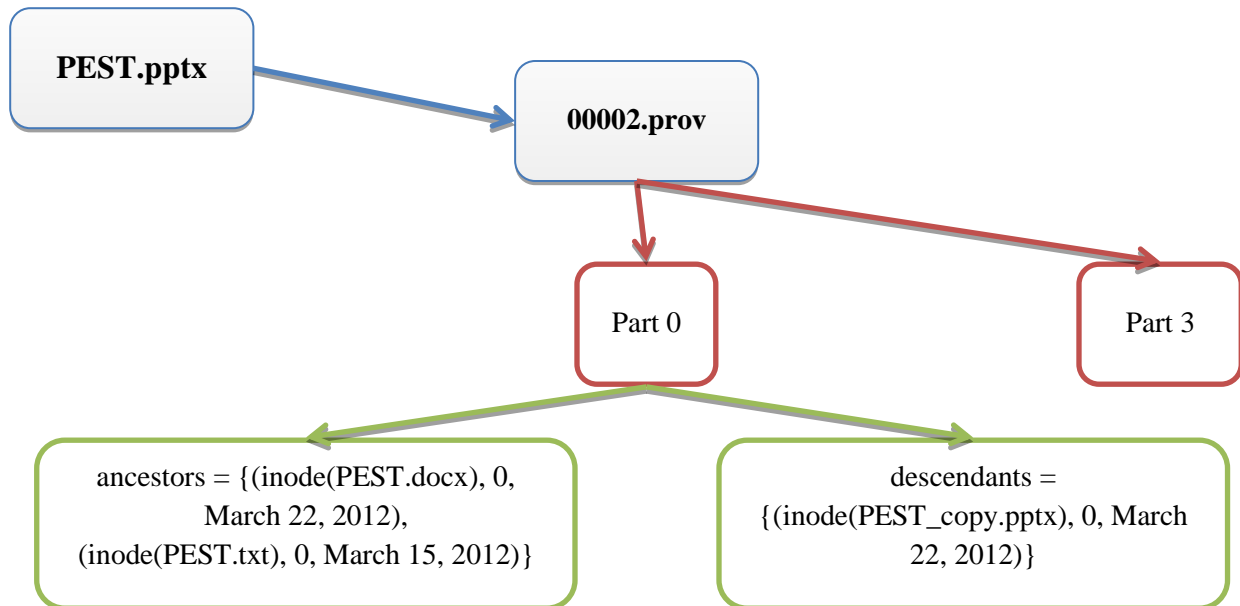 PEST.pptx
00002.prov
Part 0
Part 3
ancestors = {(inode(PEST.docx), 0,
March 22, 2012),
(inode(PEST.txt), 0, March 15, 2012)}
descendants =
{(inode(PEST_copy.pptx), 0, March
22, 2012)}